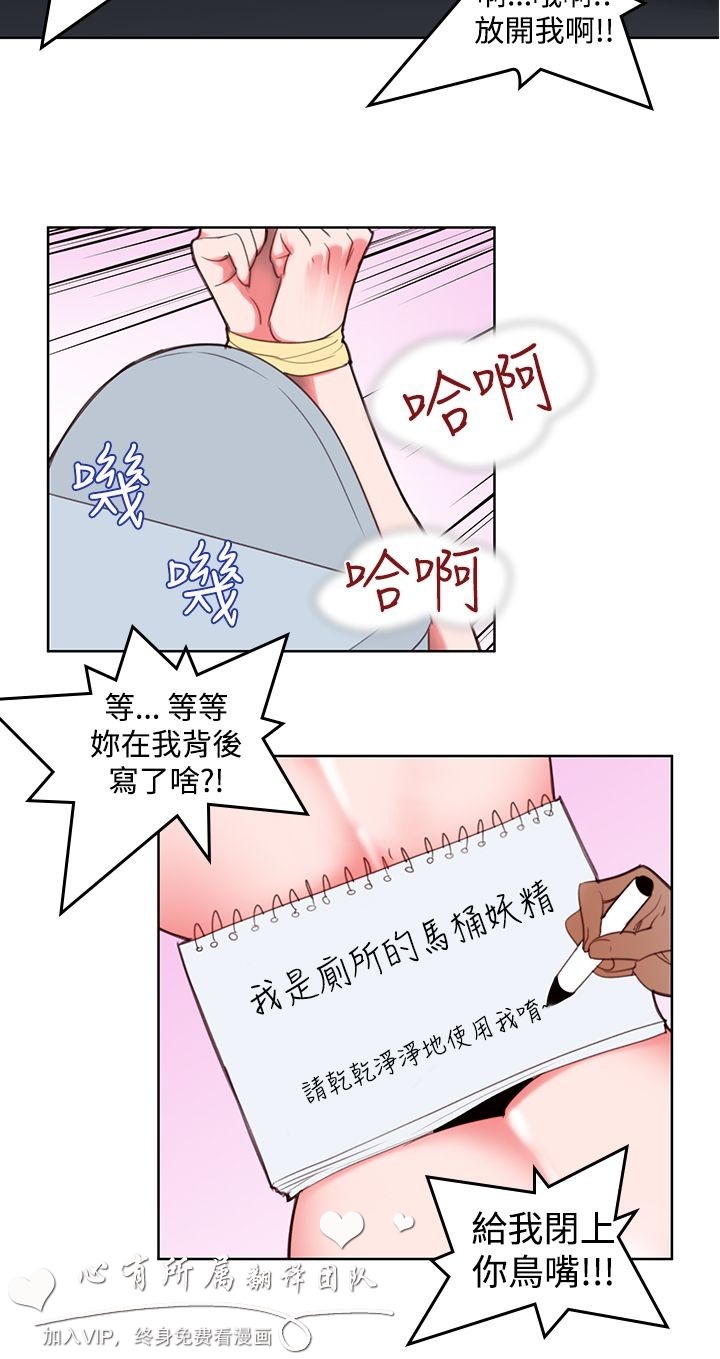 放開我啊!!
哈啊
嘰
嘰
哈啊
等... 等等
妳在我背後
寫了啥?!
我是廁所的馬桶妖精
請乾乾淨淨地使用我唷~
給我閉上
你鳥嘴!!!
心有所属翻译团队
加入VIP，终身免费看漫画